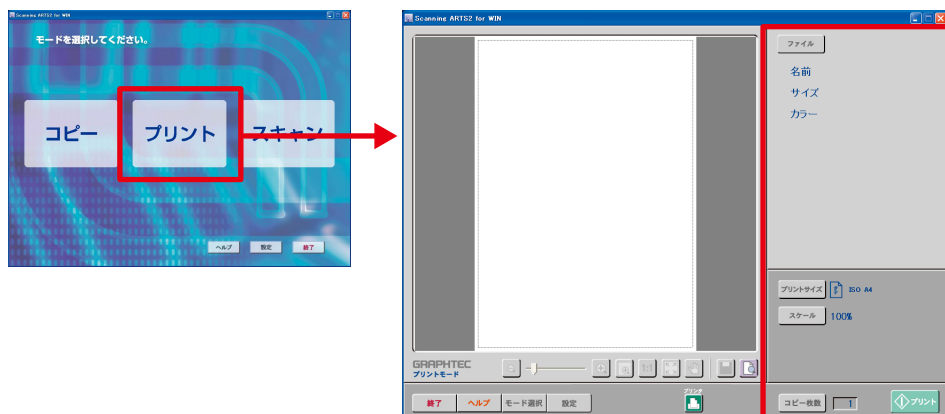 Scanning ARTS2 for WIN
モードを選択してください。
コピー
プリント
スキャン
ヘルプ
設定
終了
Scanning ARTS2 for WIN
ファイル
名前
サイズ
カラー
プリントサイズ
ISO A4
スケール
100%
GRAPHTEC
プリントモード
1:1
終了
ヘルプ
モード選択
設定
プリンタ
コピー枚数
1
プリント